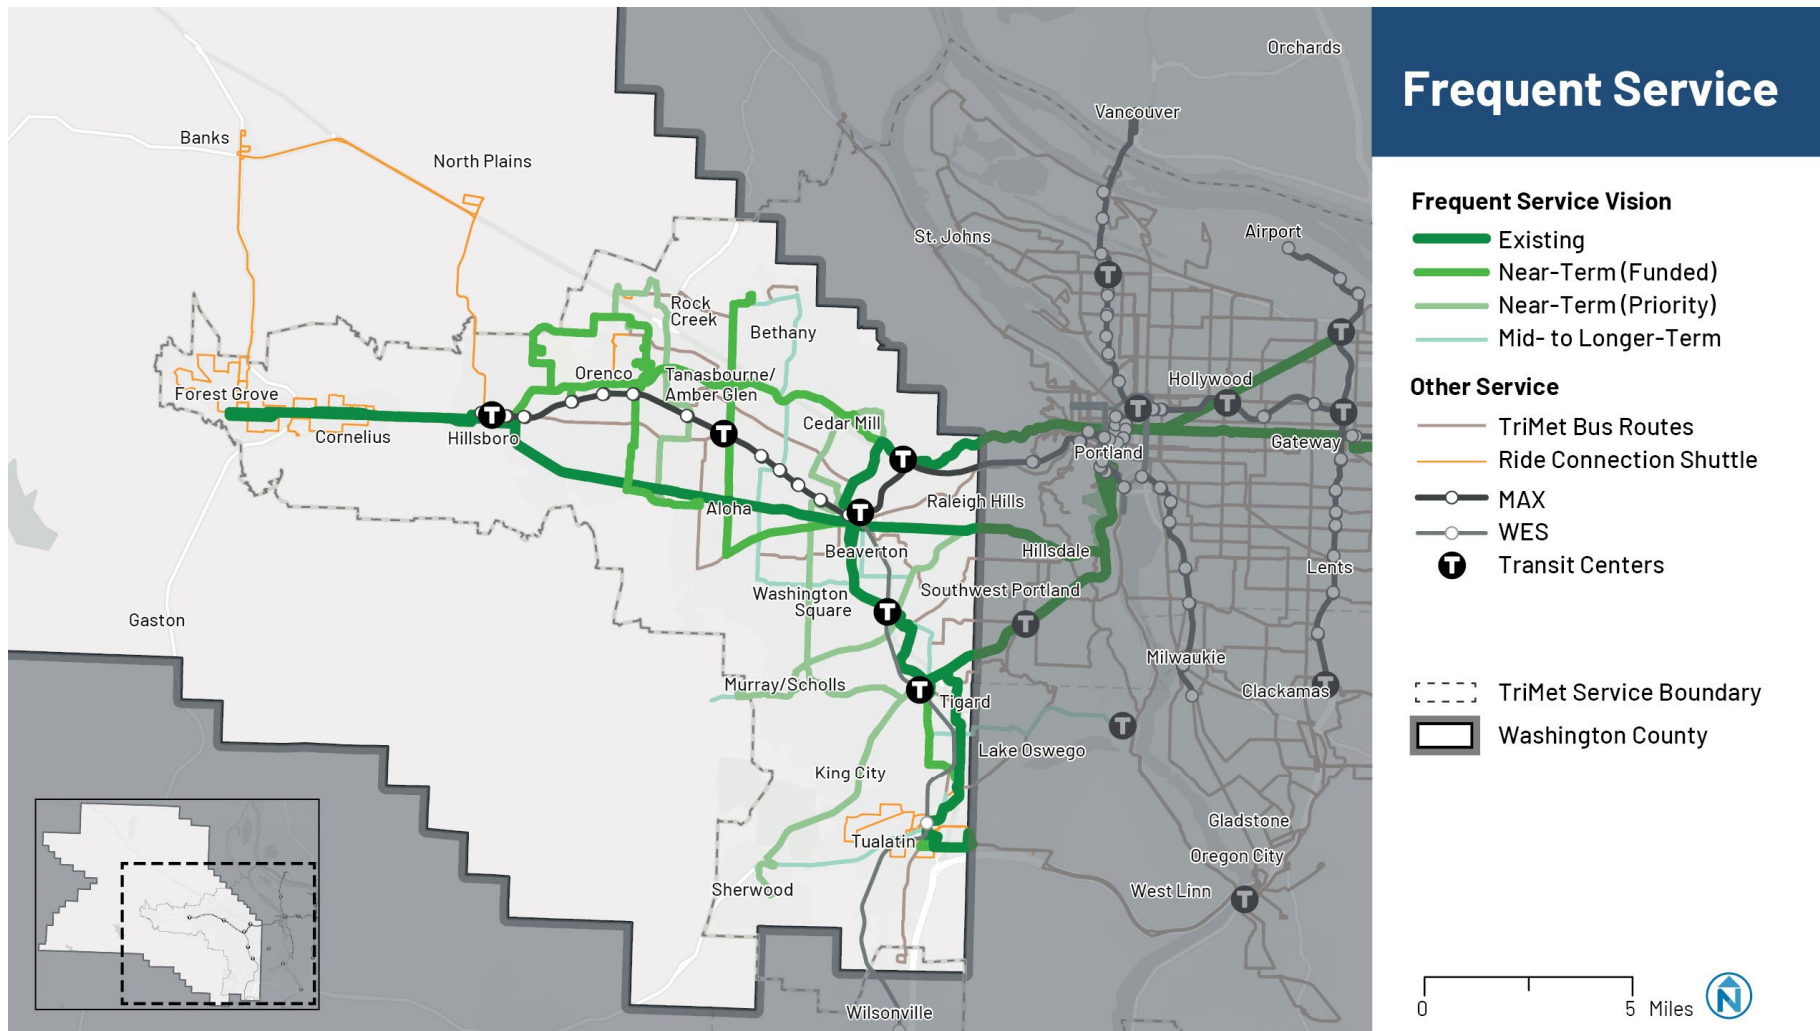 Frequent Service
Frequent Service Vision
Existing
Near-Term (Funded)
Near-Term (Priority)
Mid- to Longer-Term
Other Service
TriMet Bus Routes
Ride Connection Shuttle
MAX
WES
T Transit Centers
TriMet Service Boundary
Washington County
0 5 Miles
N
Orchards
Vancouver
Banks
North Plains
St. Johns
Airport
T
T
Rock
Creek
Bethany
Orenco
Tanasbourne/
Amber Glen
Hollywood
Forest Grove
T
T
T
T
T
Cornelius
Hillsboro
Cedar Mill
T
T
Portland
Gateway
Raleigh Hills
Aloha
T
Beaverton
Hillsdale
Lents
Washington
Square
Southwest Portland
T
T
Gaston
Milwaukie
Murray/Scholls
T
Tigard
Clackamas
T
T
Lake Oswego
King City
Gladstone
Tualatin
Oregon City
Sherwood
West Linn
T
Wilsonville